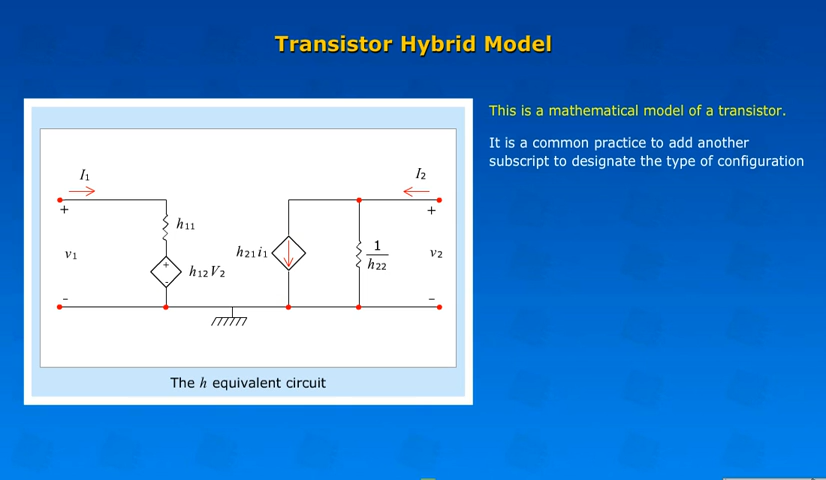 Transistor Hybrid Model
This is a mathematical model of a transistor.
It is a common practice to add another
subscript to designate the type of configuration
I1
I2
+
+
h11
v1
+
-
h12V2
h21i1
1
h22
v2
-
-
The h equivalent circuit